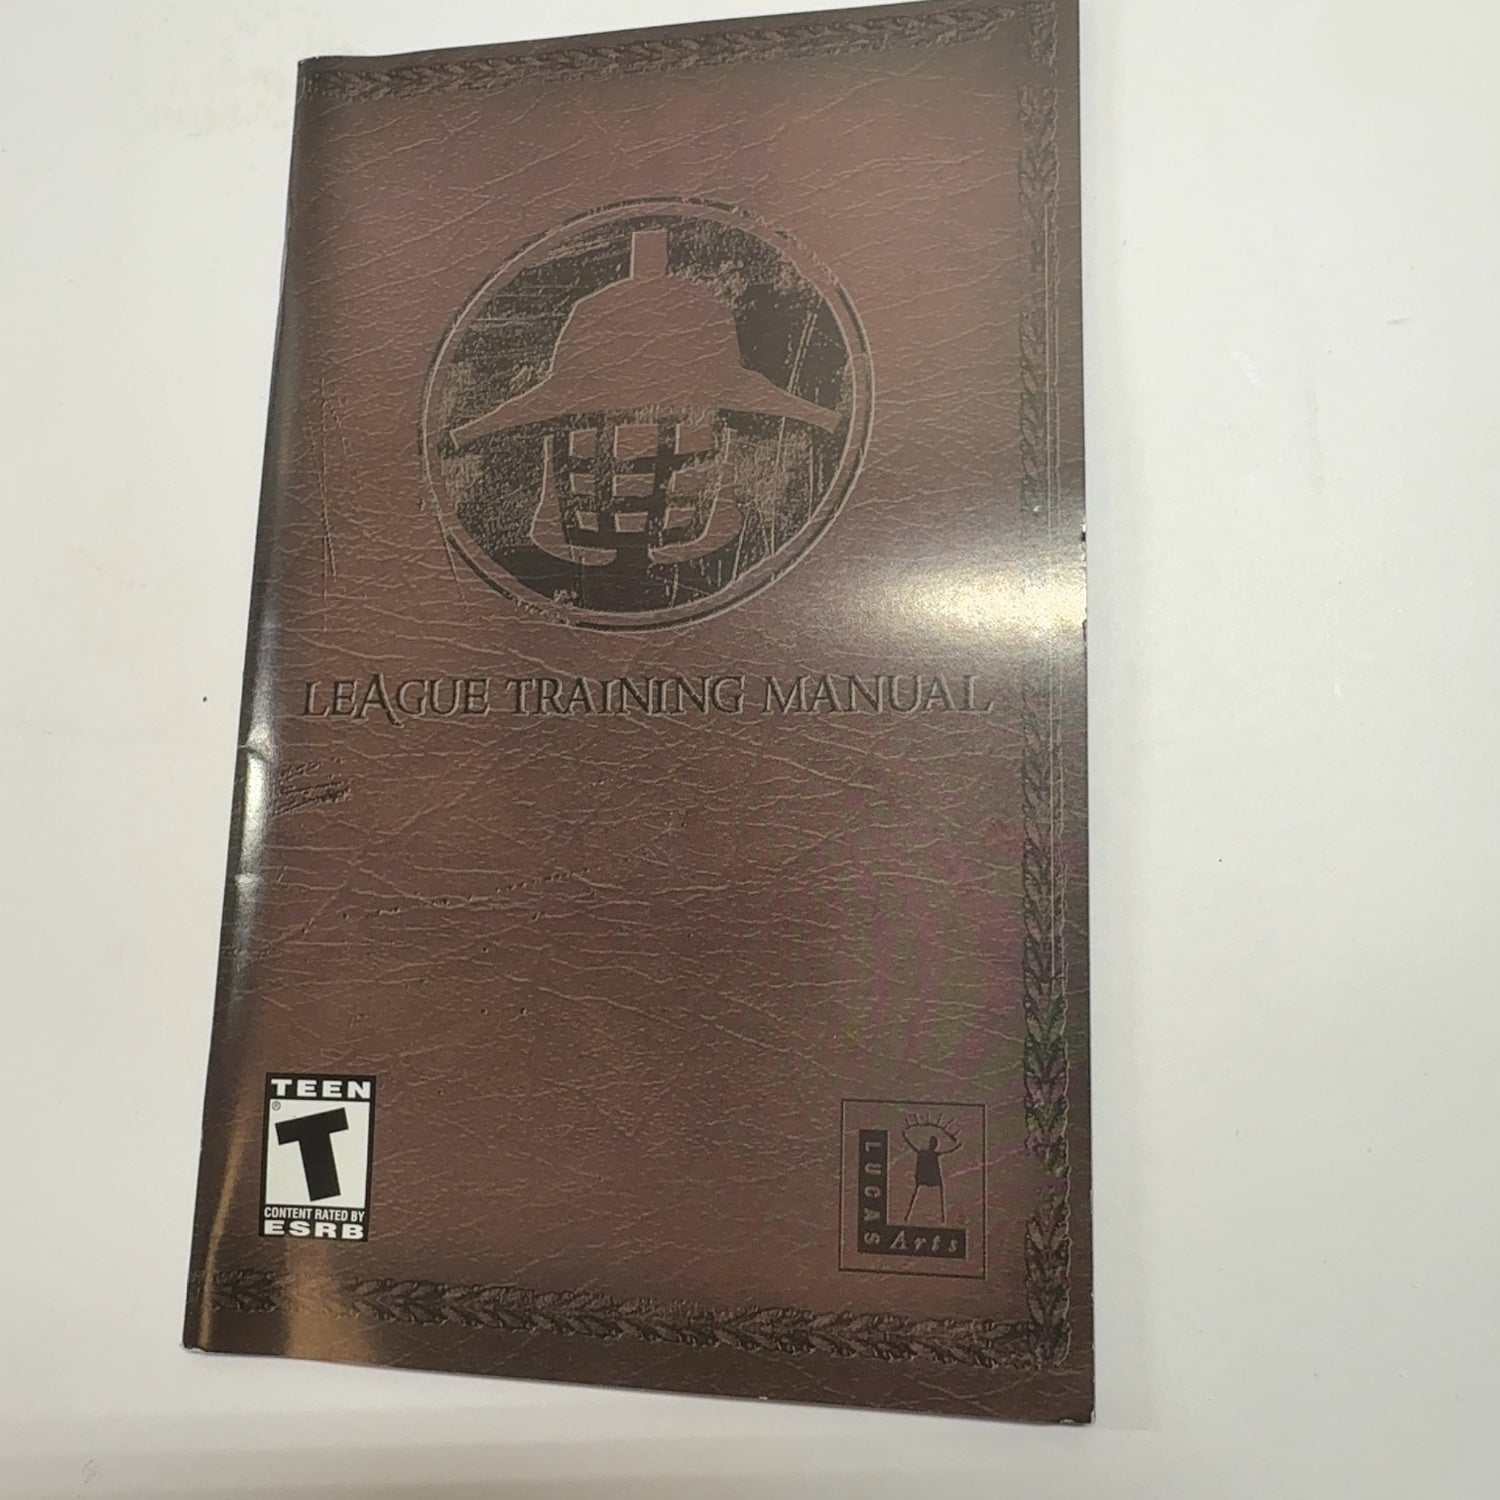 LEAGUE TRAINING MANUAL
TEEN
®
T
CONTENT RATED BY
ESRB
LUCAS
Arts